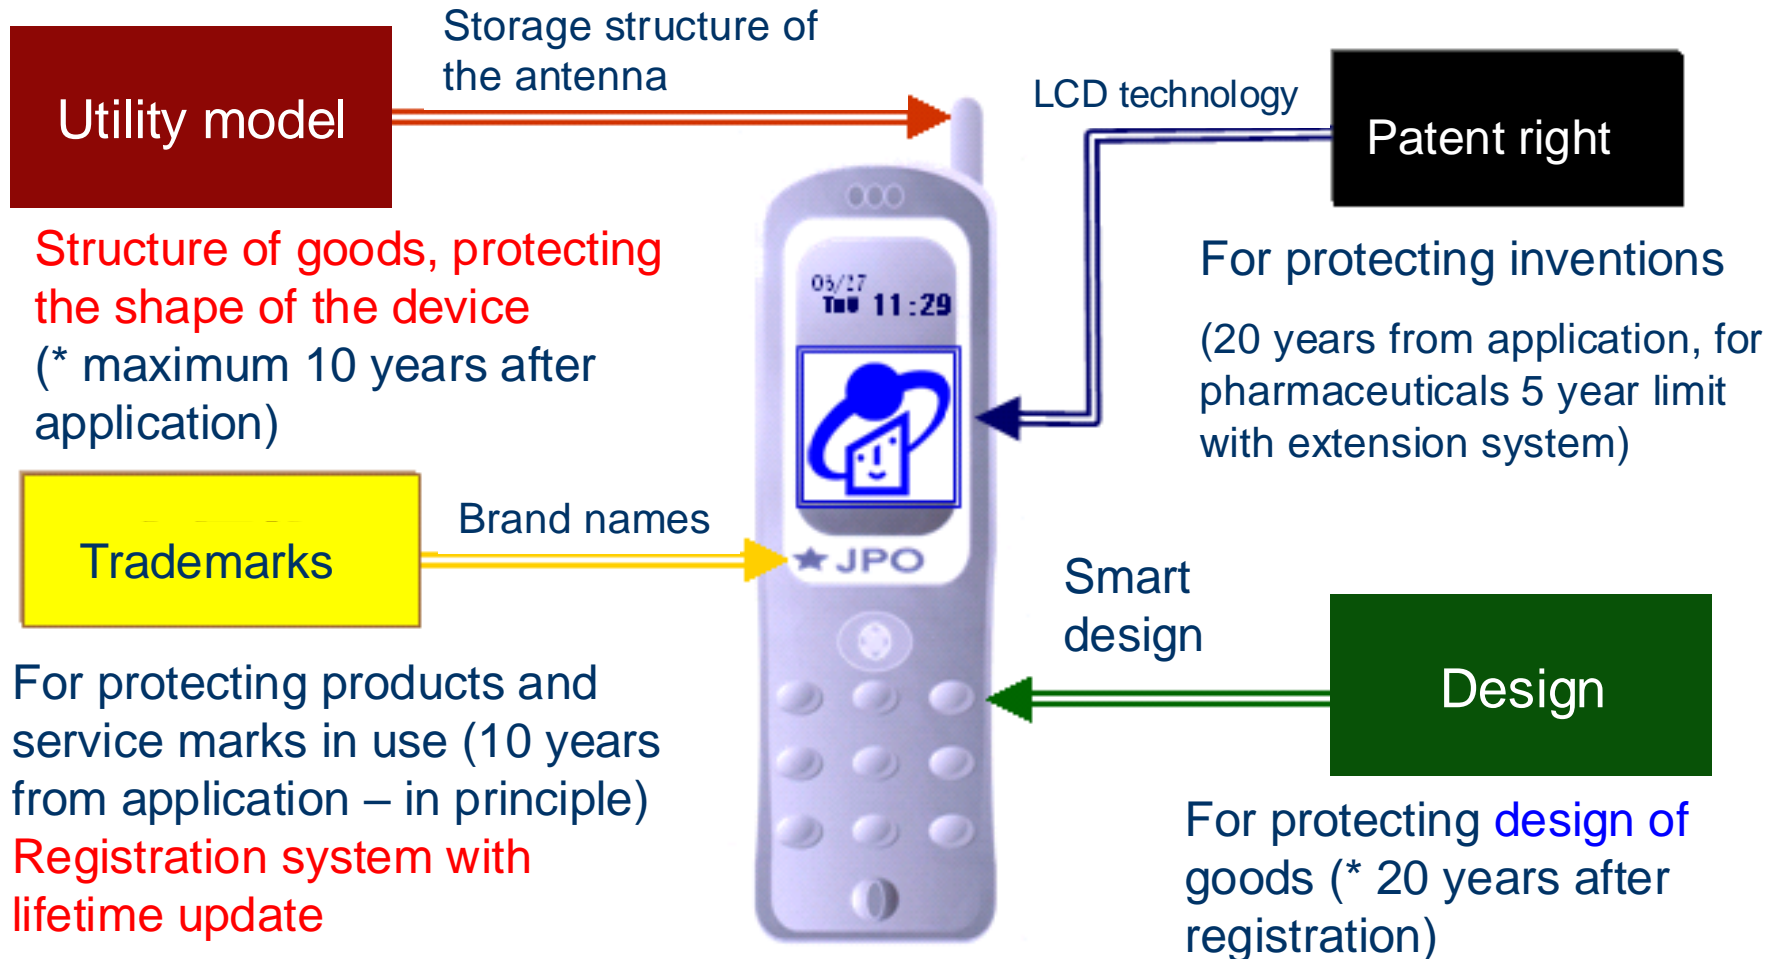 Storage structure of
the antenna
Utility model
LCD technology
Patent right
Structure of goods, protecting
the shape of the device
(* maximum 10 years after
application)
For protecting inventions
(20 years from application, for
pharmaceuticals 5 year limit
with extension system)
11:29
Trademarks
Brand names
JPO
Smart
design
Design
For protecting products and
service marks in use (10 years
from application – in principle)
Registration system with
lifetime update
For protecting design of
goods (* 20 years after
registration)